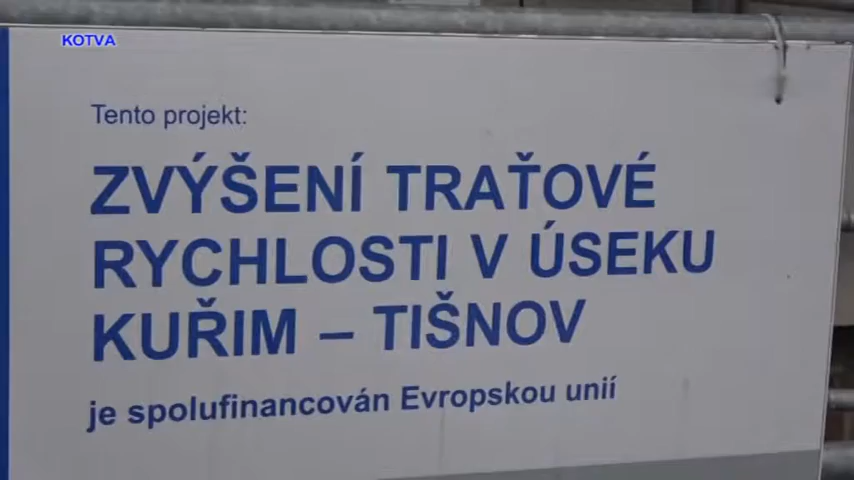 KOTVA
Tento projekt:
ZVÝŠENÍ TRAŤOVÉ
RYCHLOSTI V ÚSEKU
KUŘIM – TIŠNOV
je spolufinancován Evropskou unií